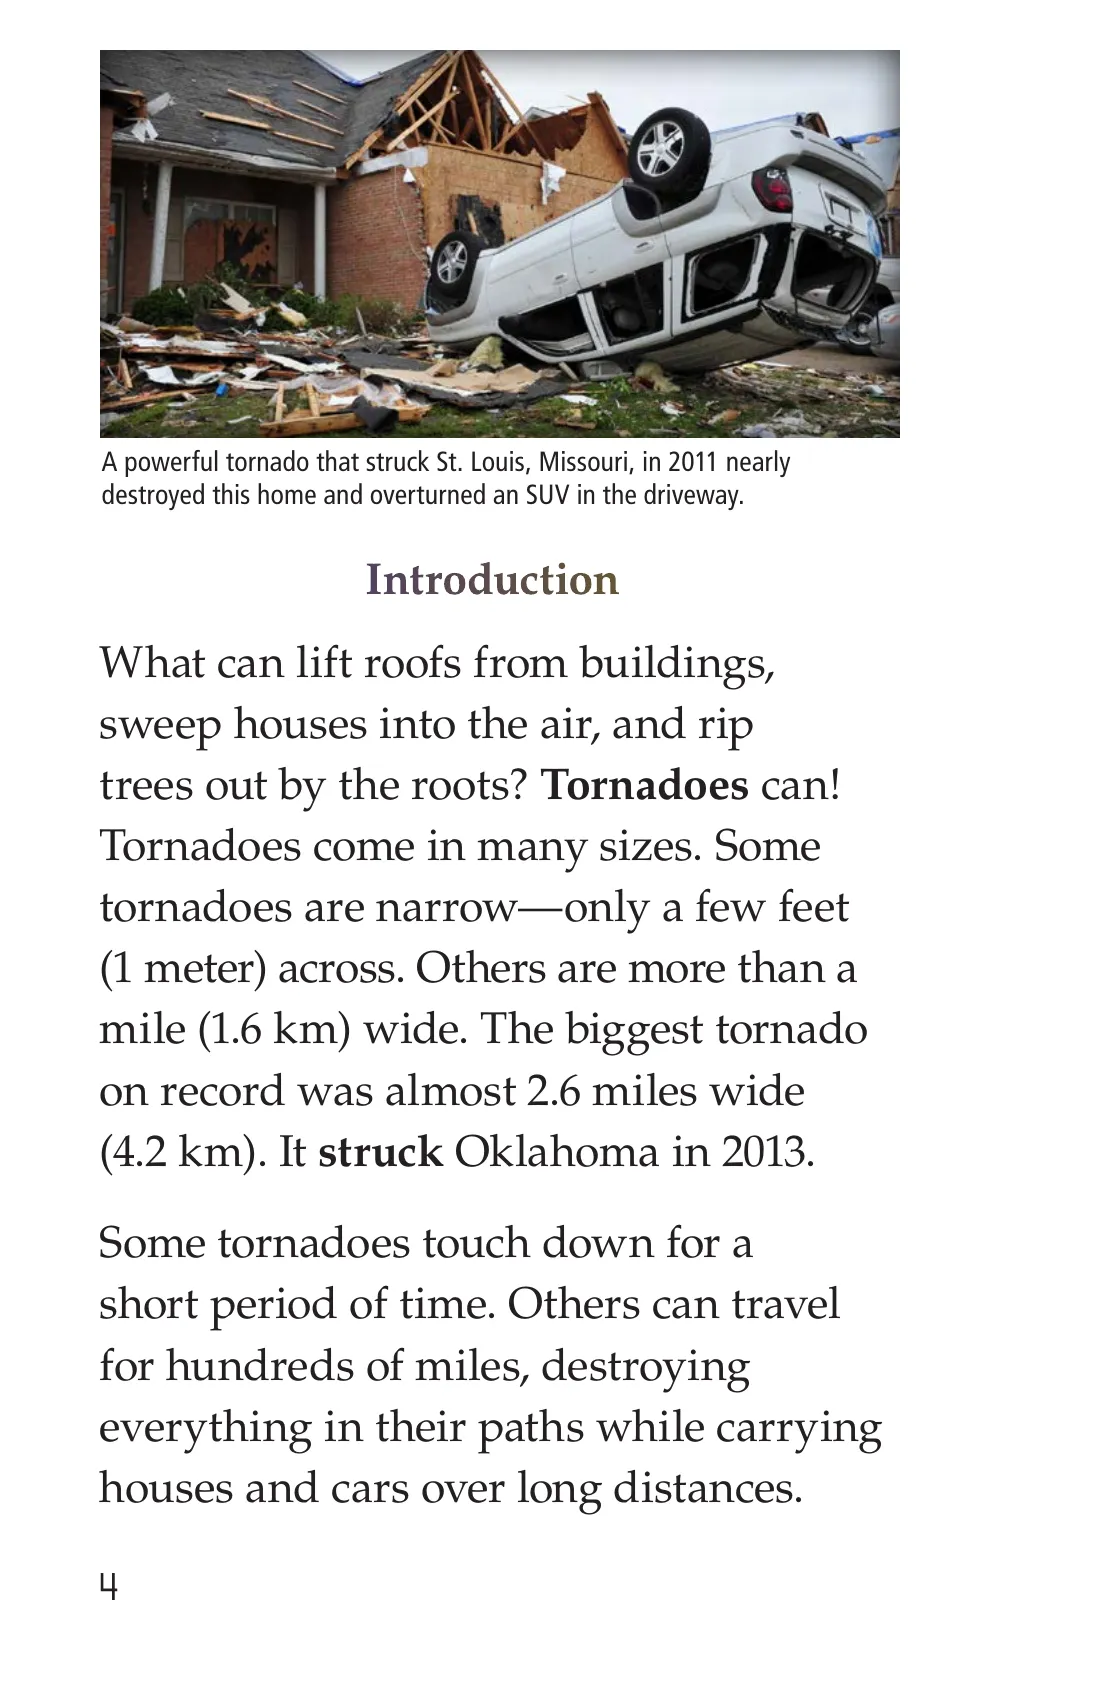 A powerful tornado that struck St. Louis, Missouri, in 2011 nearly
destroyed this home and overturned an SUV in the driveway.
Introduction
What can lift roofs from buildings,
sweep houses into the air, and rip
trees out by the roots? Tornadoes can!
Tornadoes come in many sizes. Some
tornadoes are narrow—only a few feet
(1 meter) across. Others are more than a
mile (1.6 km) wide. The biggest tornado
on record was almost 2.6 miles wide
(4.2 km). It struck Oklahoma in 2013.
Some tornadoes touch down for a
short period of time. Others can travel
for hundreds of miles, destroying
everything in their paths while carrying
houses and cars over long distances.
4